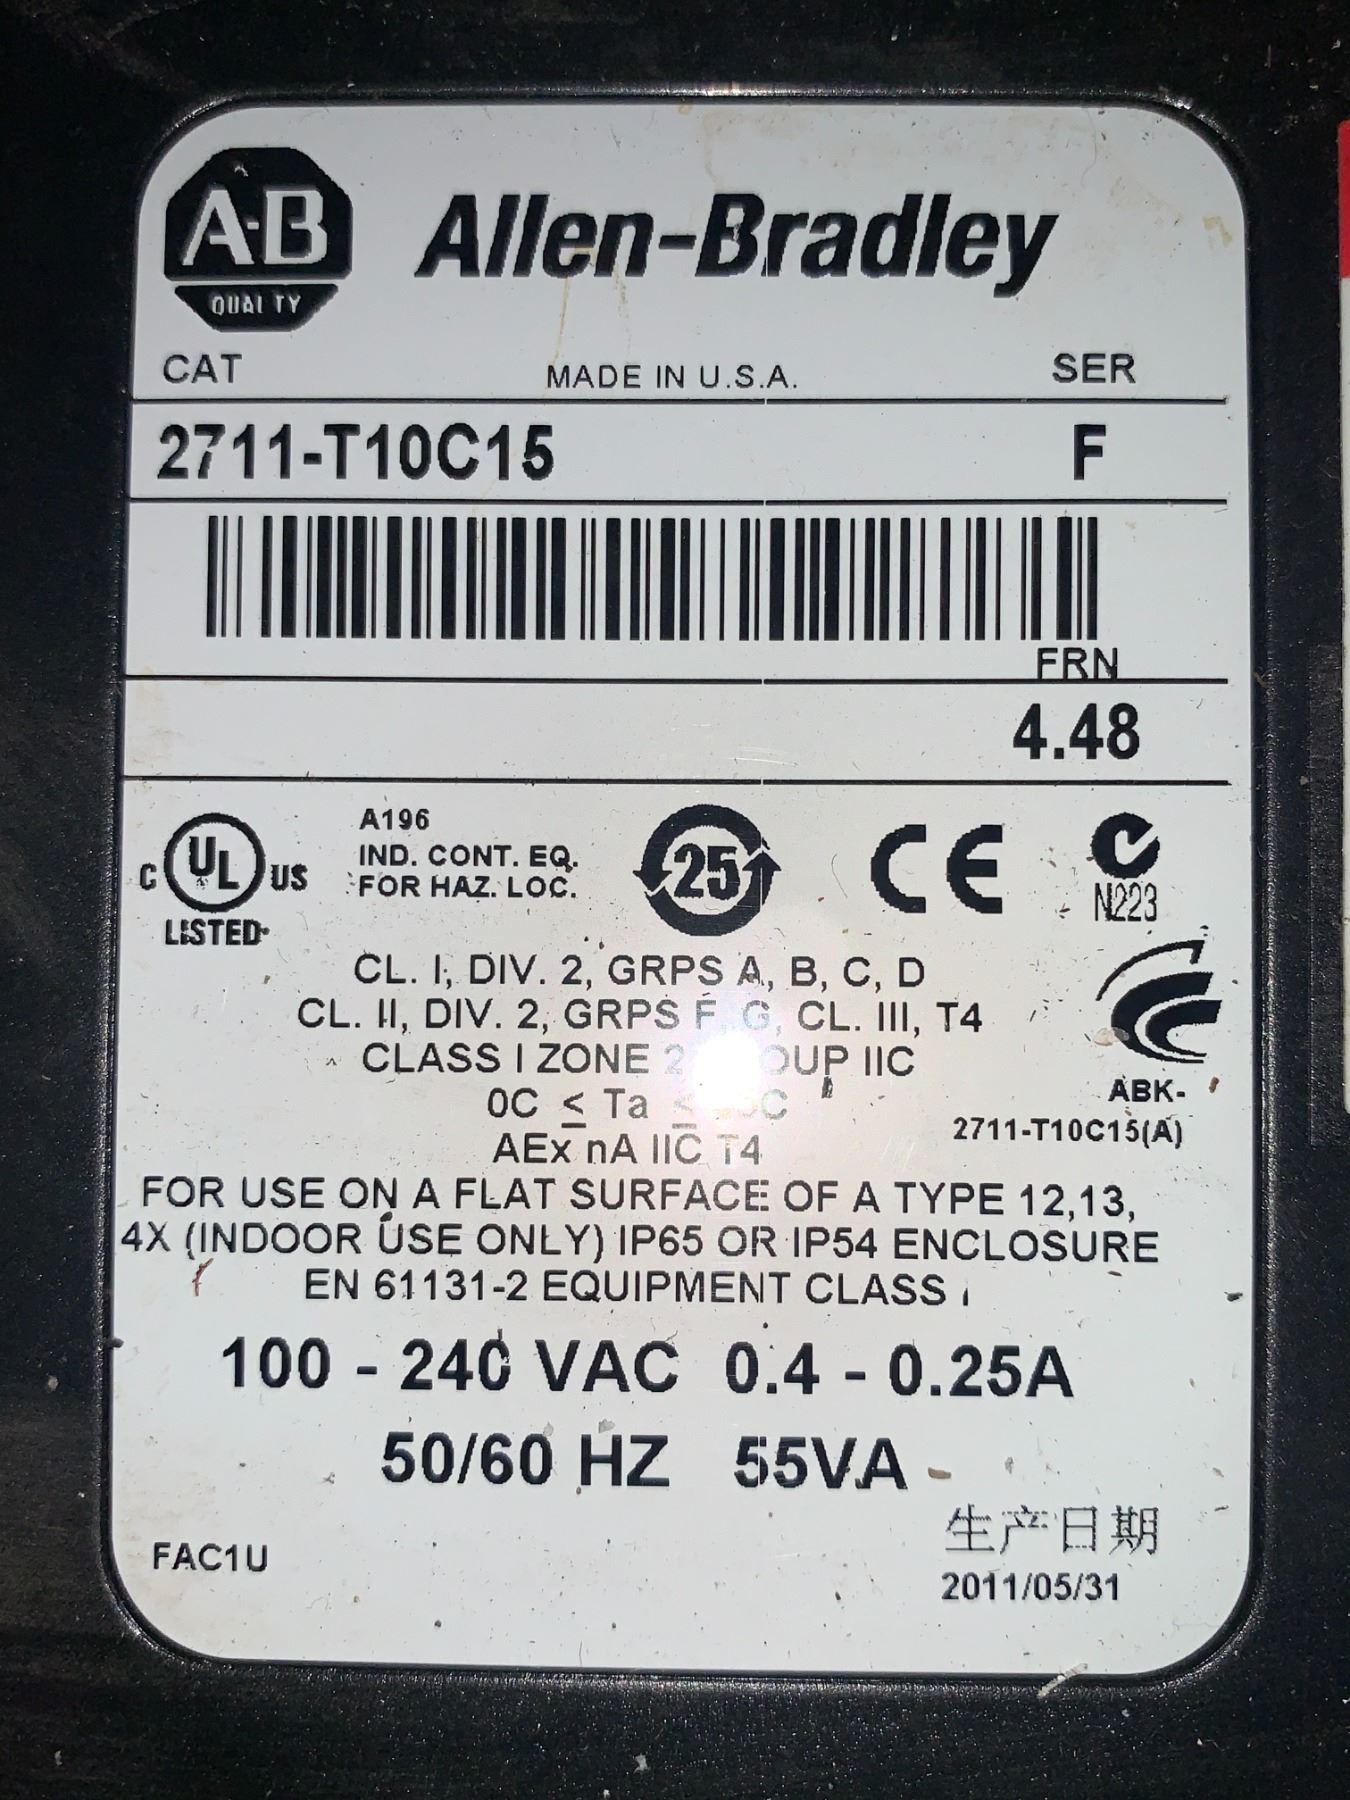 A-B
QUALITY
Allen-Bradley
CAT MADE IN U.S.A. SER
2711-T10C15 F
FRN
4.48
C UL US
LISTED
A196
IND. CONT. EQ.
FOR HAZ. LOC.
25
CE
N223
CL. I, DIV. 2, GRPS A, B, C, D
CL. II, DIV. 2, GRPS F, G, CL. III, T4
CLASS I ZONE 2 GROUP IIC
0C ≤ Ta ≤
AEx nA IIC T4
ABK-
2711-T10C15(A)
FOR USE ON A FLAT SURFACE OF A TYPE 12,13,
4X (INDOOR USE ONLY) IP65 OR IP54 ENCLOSURE
EN 61131-2 EQUIPMENT CLASS I
100 - 240 VAC 0.4 - 0.25A
50/60 HZ 55VA
生产日期
2011/05/31
FAC1U